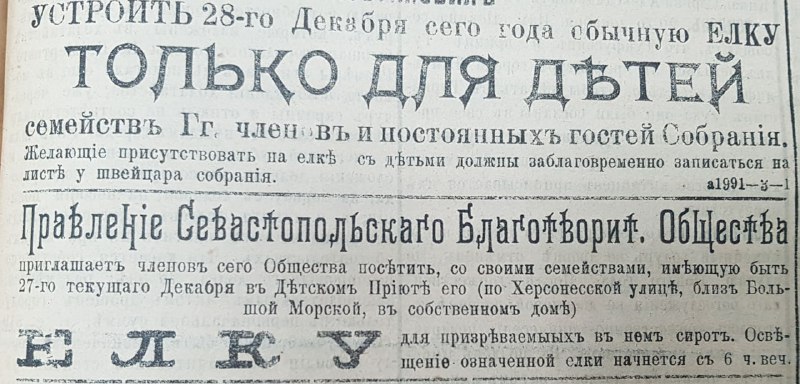 УСТРОИТЬ 28-го Декабря сего года обычную ЕЛКУ
ТОЛЬКО ДЛЯ ДѢТЕЙ
семействъ Гг. членовъ и постоянныхъ гостей Собранія.
Желающіе присутствовать на елкѣ съ дѣтьми должны заблаговременно записаться на
листѣ у швейцара собранія. а1991—3—1
Правленіе Севастопольскаго Благотворит. Общества
приглашаетъ членовъ сего Общества посѣтить, со своими семействами, имѣющую быть
27-го текущаго Декабря въ Дѣтскомъ Пріютѣ его (по Херсонесской улицѣ, близъ Боль-
шой Морской, въ собственномъ домѣ)
ЕЛКУ для призрѣваемыхъ въ немъ сиротъ. Освѣ-
щеніе означенной елки начнется съ 6 ч. веч.